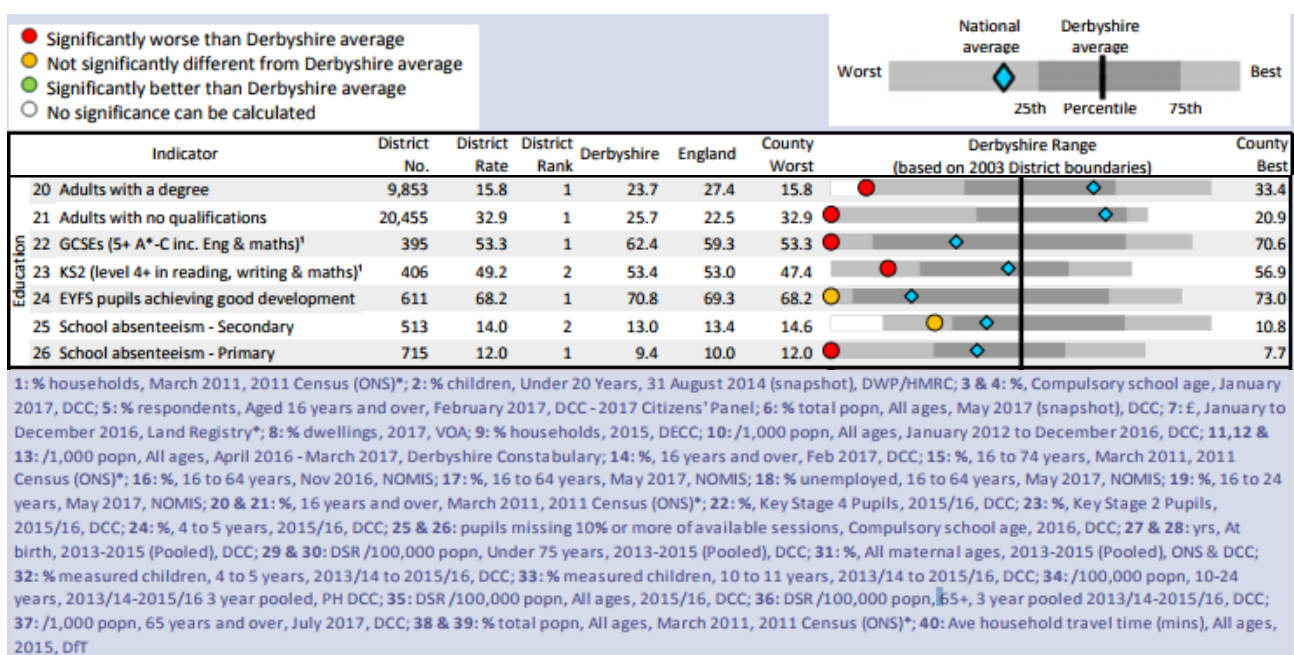 Significantly worse than Derbyshire average
Not significantly different from Derbyshire average
Significantly better than Derbyshire average
No significance can be calculated
National average
Derbyshire average
Worst
Best
25th Percentile 75th
Indicator District No. District Rate District Rank Derbyshire England County Worst Derbyshire Range (based on 2003 District boundaries) County Best
Education
20 Adults with a degree 9,853 15.8 1 23.7 27.4 15.8 33.4
21 Adults with no qualifications 20,455 32.9 1 25.7 22.5 32.9 20.9
22 GCSEs (5+ A*-C inc. Eng & maths)¹ 395 53.3 1 62.4 59.3 53.3 70.6
23 KS2 (level 4+ in reading, writing & maths)¹ 406 49.2 2 53.4 53.0 47.4 56.9
24 EYFS pupils achieving good development 611 68.2 1 70.8 69.3 68.2 73.0
25 School absenteeism - Secondary 513 14.0 2 13.0 13.4 14.6 10.8
26 School absenteeism - Primary 715 12.0 1 9.4 10.0 12.0 7.7
1: % households, March 2011, 2011 Census (ONS)*; 2: % children, Under 20 Years, 31 August 2014 (snapshot), DWP/HMRC; 3 & 4: %, Compulsory school age, January
2017, DCC; 5: % respondents, Aged 16 years and over, February 2017, DCC - 2017 Citizens' Panel; 6: % total popn, All ages, May 2017 (snapshot), DCC; 7: £, January to
December 2016, Land Registry*; 8: % dwellings, 2017, VOA; 9: % households, 2015, DECC; 10: /1,000 popn, All ages, January 2012 to December 2016, DCC; 11,12 &
13: /1,000 popn, All ages, April 2016 - March 2017, Derbyshire Constabulary; 14: %, 16 years and over, Feb 2017, DCC; 15: %, 16 to 74 years, March 2011, 2011
Census (ONS)*; 16: %, 16 to 64 years, Nov 2016, NOMIS; 17: %, 16 to 64 years, May 2017, NOMIS; 18: % unemployed, 16 to 64 years, May 2017, NOMIS; 19: %, 16 to 24
years, May 2017, NOMIS; 20 & 21: %, 16 years and over, March 2011, 2011 Census (ONS)*; 22: %, Key Stage 4 Pupils, 2015/16, DCC; 23: %, Key Stage 2 Pupils,
2015/16, DCC; 24: %, 4 to 5 years, 2015/16, DCC; 25 & 26: pupils missing 10% or more of available sessions, Compulsory school age, 2016, DCC; 27 & 28: yrs, At
birth, 2013-2015 (Pooled), DCC; 29 & 30: DSR /100,000 popn, Under 75 years, 2013-2015 (Pooled), DCC; 31: %, All maternal ages, 2013-2015 (Pooled), ONS & DCC;
32: % measured children, 4 to 5 years, 2013/14 to 2015/16, DCC; 33: % measured children, 10 to 11 years, 2013/14 to 2015/16, DCC; 34: /100,000 popn, 10-24
years, 2013/14-2015/16 3 year pooled, PH DCC; 35: DSR /100,000 popn, All ages, 2015/16, DCC; 36: DSR /100,000 popn, 65+, 3 year pooled 2013/14-2015/16, DCC;
37: /1,000 popn, 65 years and over, July 2017, DCC; 38 & 39: % total popn, All ages, March 2011, 2011 Census (ONS)*; 40: Ave household travel time (mins), All ages,
2015, DfT